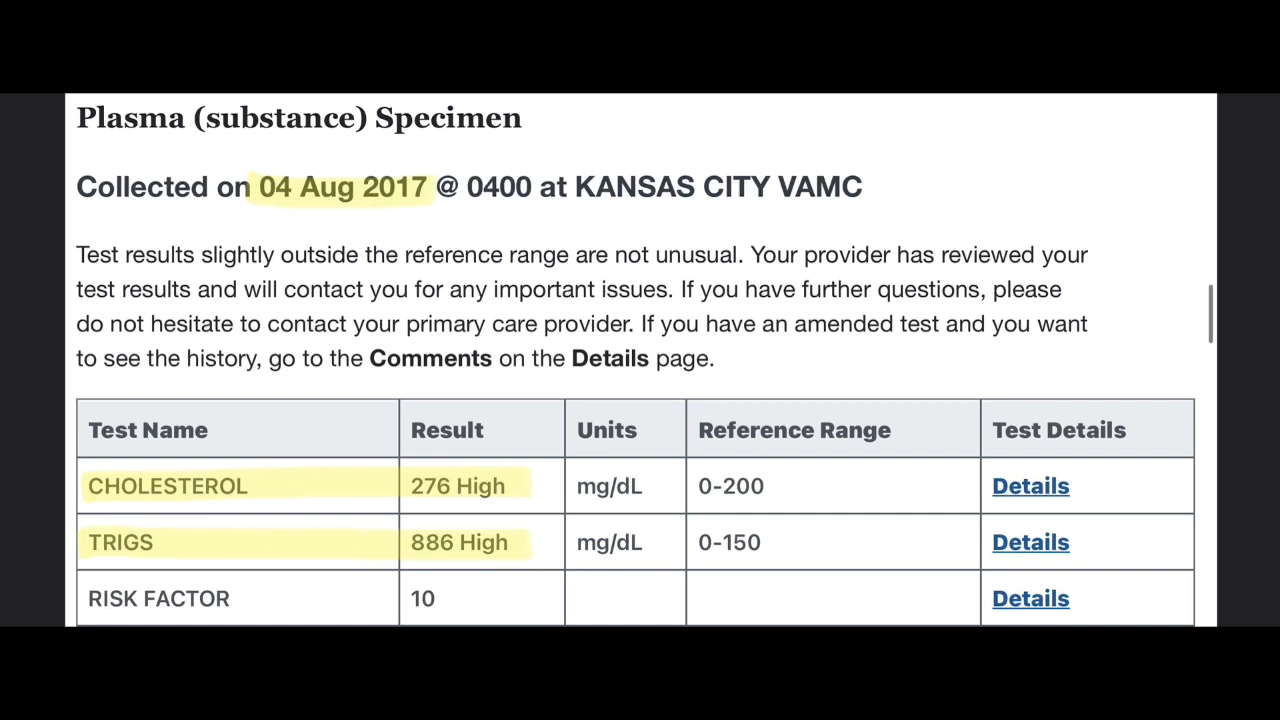 Plasma (substance) Specimen
Collected on 04 Aug 2017 @ 0400 at KANSAS CITY VAMC
Test results slightly outside the reference range are not unusual. Your provider has reviewed your
test results and will contact you for any important issues. If you have further questions, please
do not hesitate to contact your primary care provider. If you have an amended test and you want
to see the history, go to the Comments on the Details page.
Test Name Result Units Reference Range Test Details
CHOLESTEROL 276 High mg/dL 0-200 Details
TRIGS 886 High mg/dL 0-150 Details
RISK FACTOR 10 Details